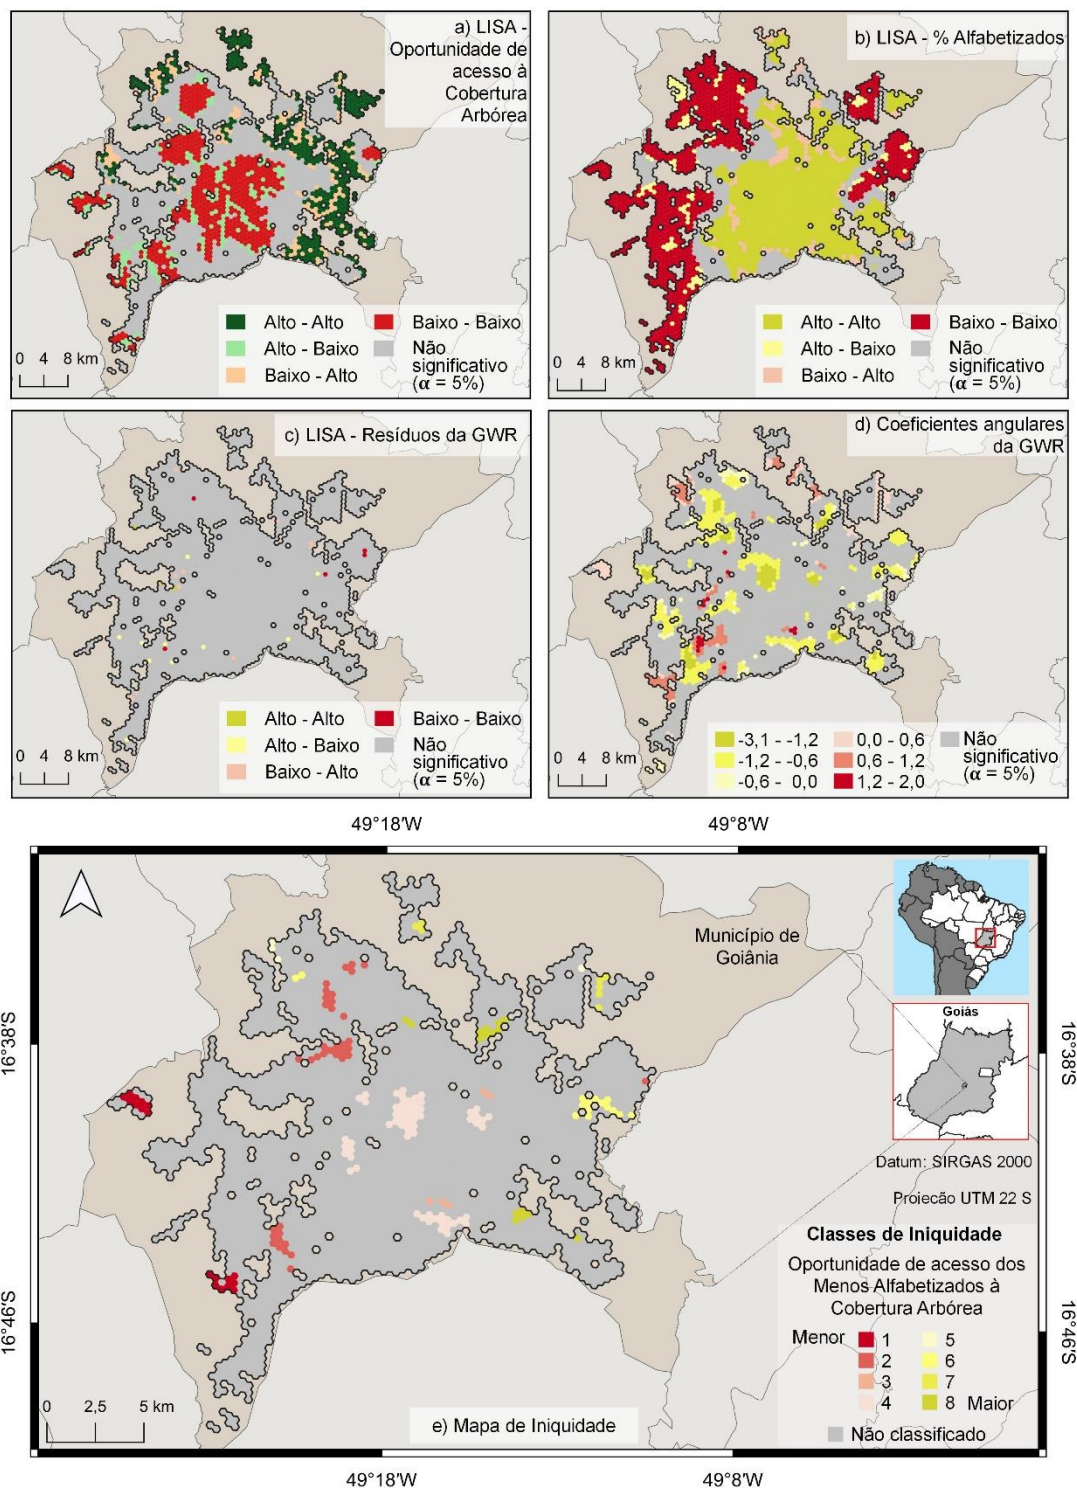 a) LISA -
Oportunidade de
acesso à
Cobertura
Arbórea
Alto - Alto
Baixo - Baixo
Alto - Baixo
Não
significativo
(α = 5%)
Baixo - Alto
0 4 8 km
b) LISA - % Alfabetizados
Alto - Alto
Baixo - Baixo
Alto - Baixo
Não
significativo
(α = 5%)
Baixo - Alto
0 4 8 km
c) LISA - Resíduos da GWR
Alto - Alto
Baixo - Baixo
Alto - Baixo
Não
significativo
(α = 5%)
Baixo - Alto
0 4 8 km
d) Coeficientes angulares
da GWR
-3,1 - -1,2
0,0 - 0,6
Não
significativo
(α = 5%)
-1,2 - -0,6
0,6 - 1,2
-0,6 - 0,0
1,2 - 2,0
0 4 8 km
49°18'W
49°8'W
Município de
Goiânia
Goiás
16°38'S
16°38'S
Datum: SIRGAS 2000
Projecão UTM 22 S
Classes de Iniquidade
Oportunidade de acesso dos
Menos Alfabetizados à
Cobertura Arbórea
Menor 1 5
2 6
3 7
4 8 Maior
Não classificado
16°46'S
16°46'S
0 2,5 5 km
e) Mapa de Iniquidade
49°18'W
49°8'W